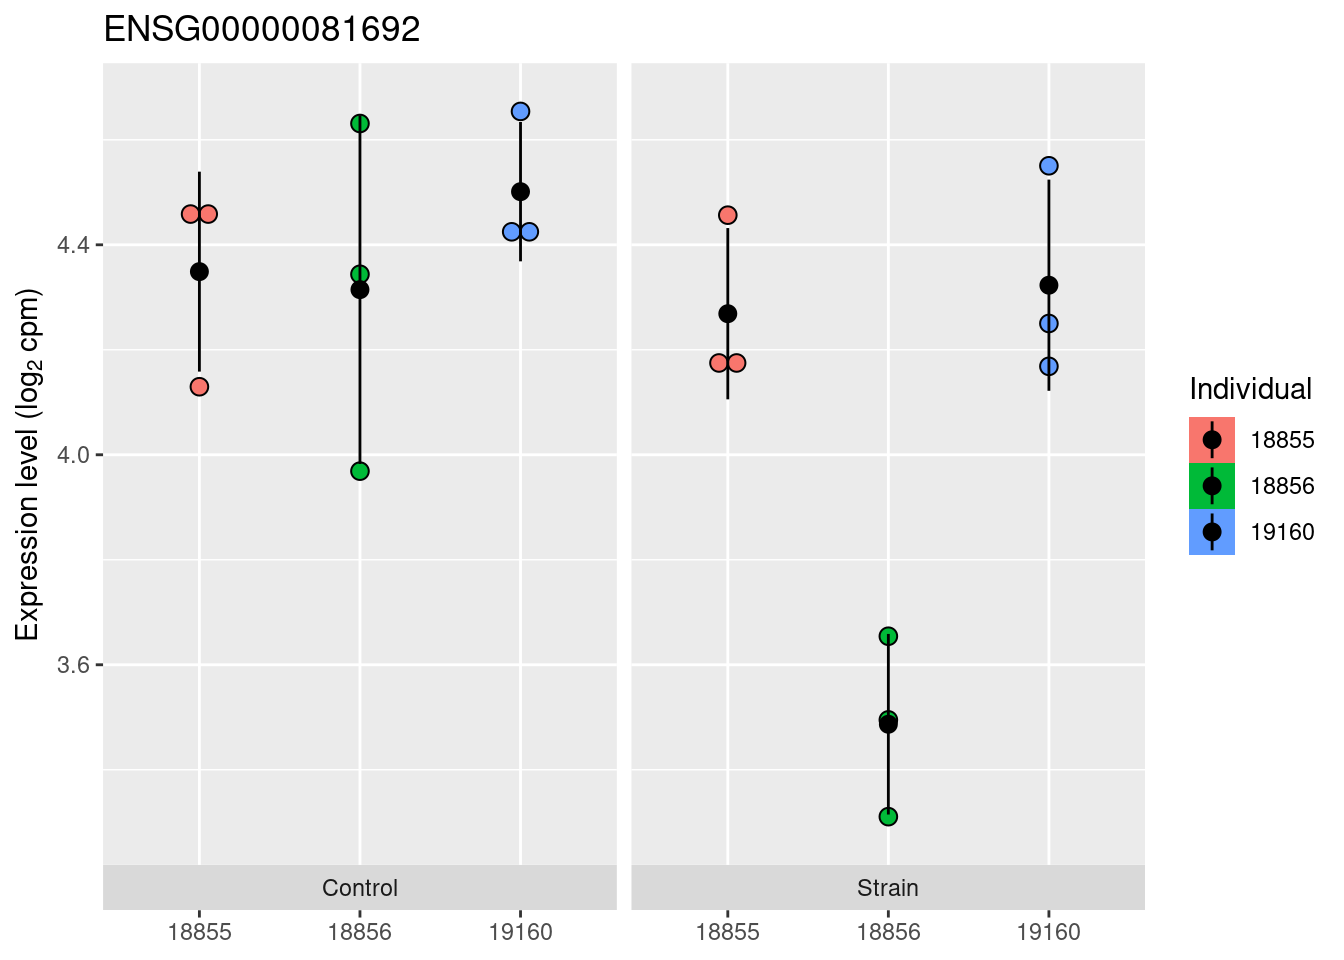 ENSG00000081692
Expression level (log₂ cpm)
4.4
4.0
3.6
Control
Strain
18855
18856
19160
18855
18856
19160
Individual
18855
18856
19160